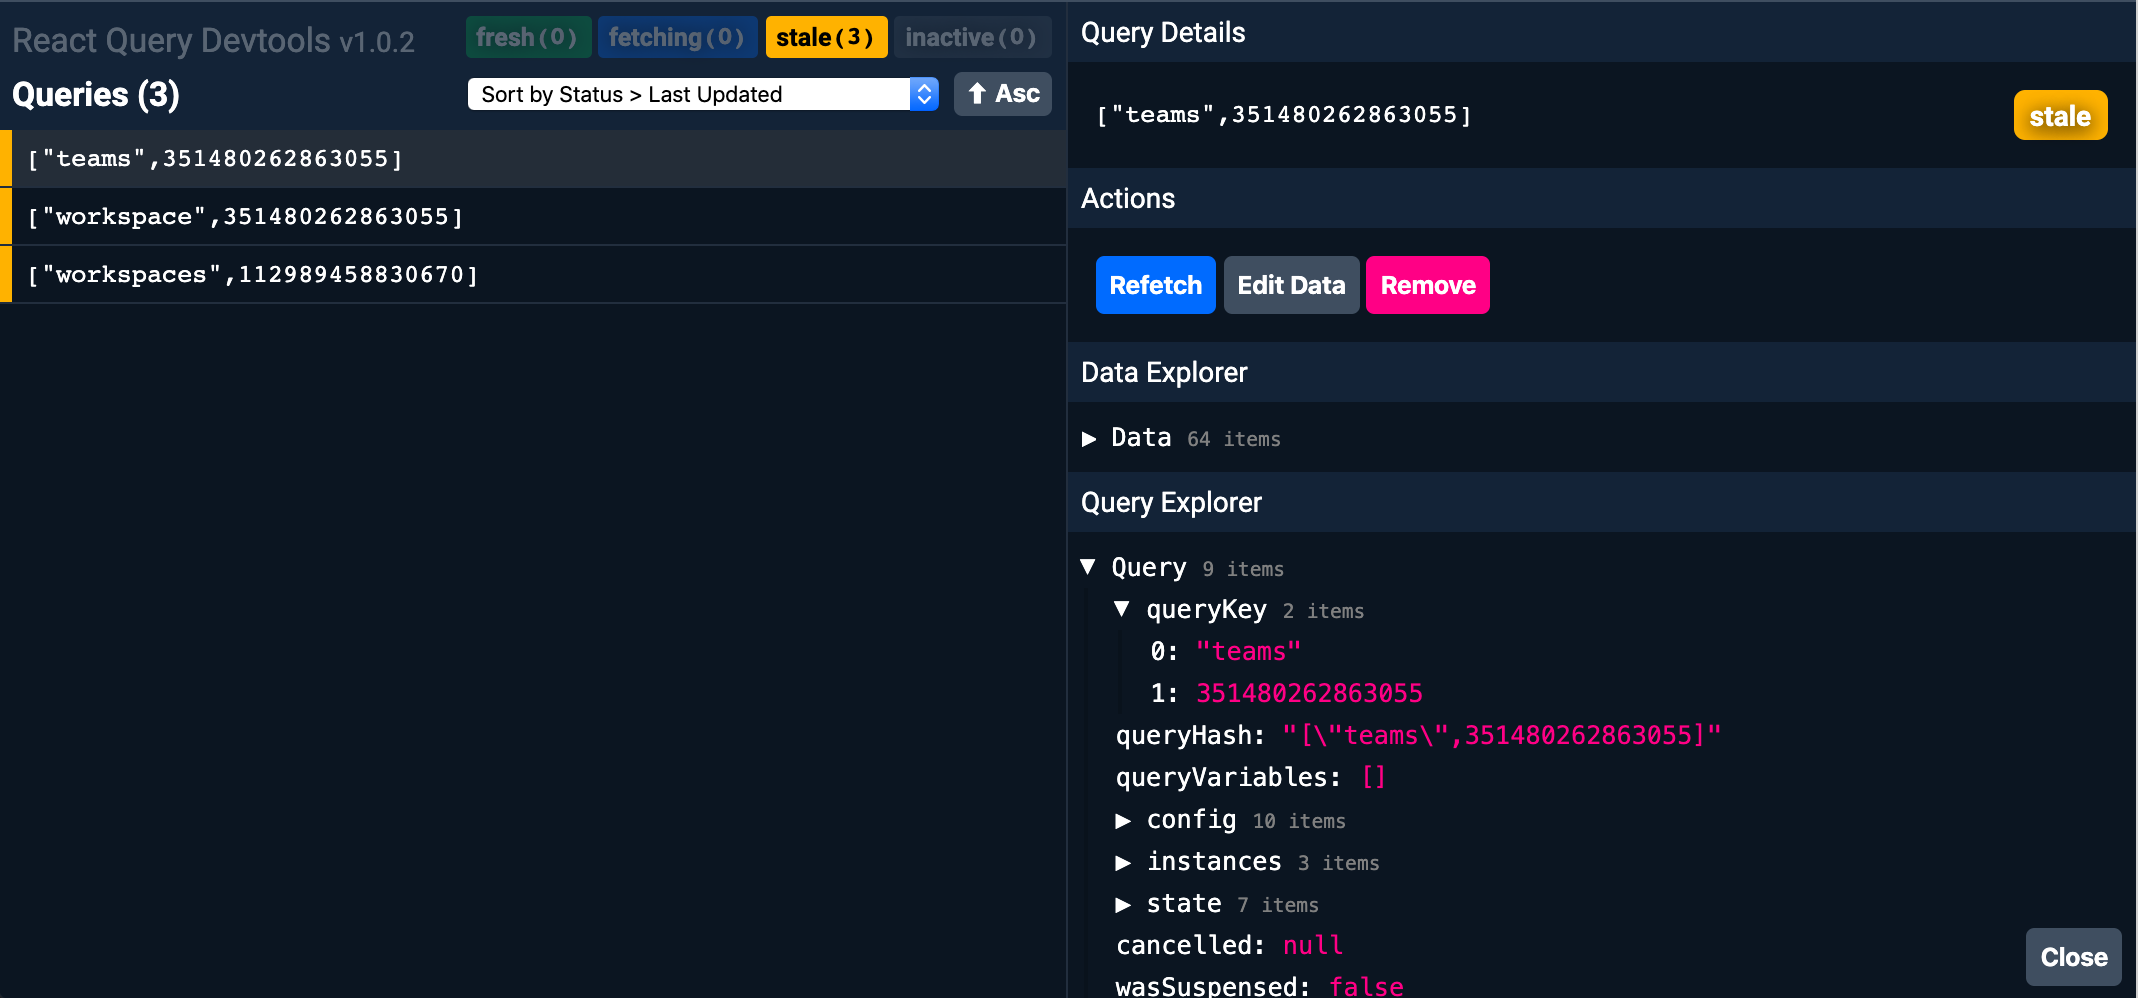 React Query Devtools v1.0.2
fresh(0) fetching(0) stale(3) inactive(0)
Queries (3)
Sort by Status > Last Updated
⬆ Asc
["teams",351480262863055]
["workspace",351480262863055]
["workspaces",112989458830670]
Query Details
["teams",351480262863055]
stale
Actions
Refetch Edit Data Remove
Data Explorer
▶ Data 64 items
Query Explorer
▼ Query 9 items
▼ queryKey 2 items
0: "teams"
1: 351480262863055
queryHash: "[\"teams\",351480262863055]"
queryVariables: []
▶ config 10 items
▶ instances 3 items
▶ state 7 items
cancelled: null
wasSuspensed: false
Close